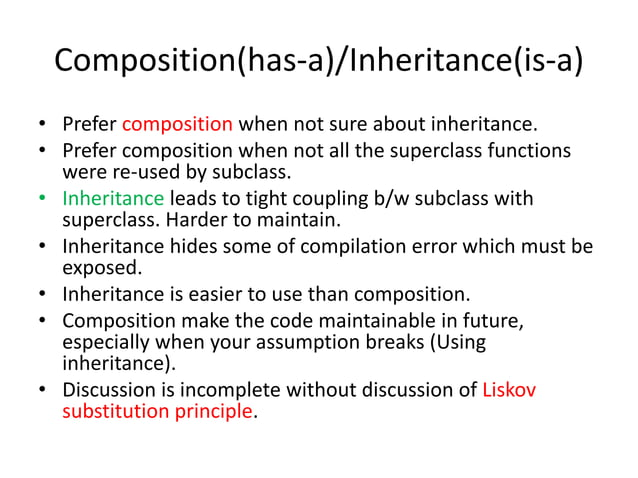 Composition(has-a)/Inheritance(is-a)
• Prefer composition when not sure about inheritance.
• Prefer composition when not all the superclass functions
were re-used by subclass.
• Inheritance leads to tight coupling b/w subclass with
superclass. Harder to maintain.
• Inheritance hides some of compilation error which must be
exposed.
• Inheritance is easier to use than composition.
• Composition make the code maintainable in future,
especially when your assumption breaks (Using
inheritance).
• Discussion is incomplete without discussion of Liskov
substitution principle.